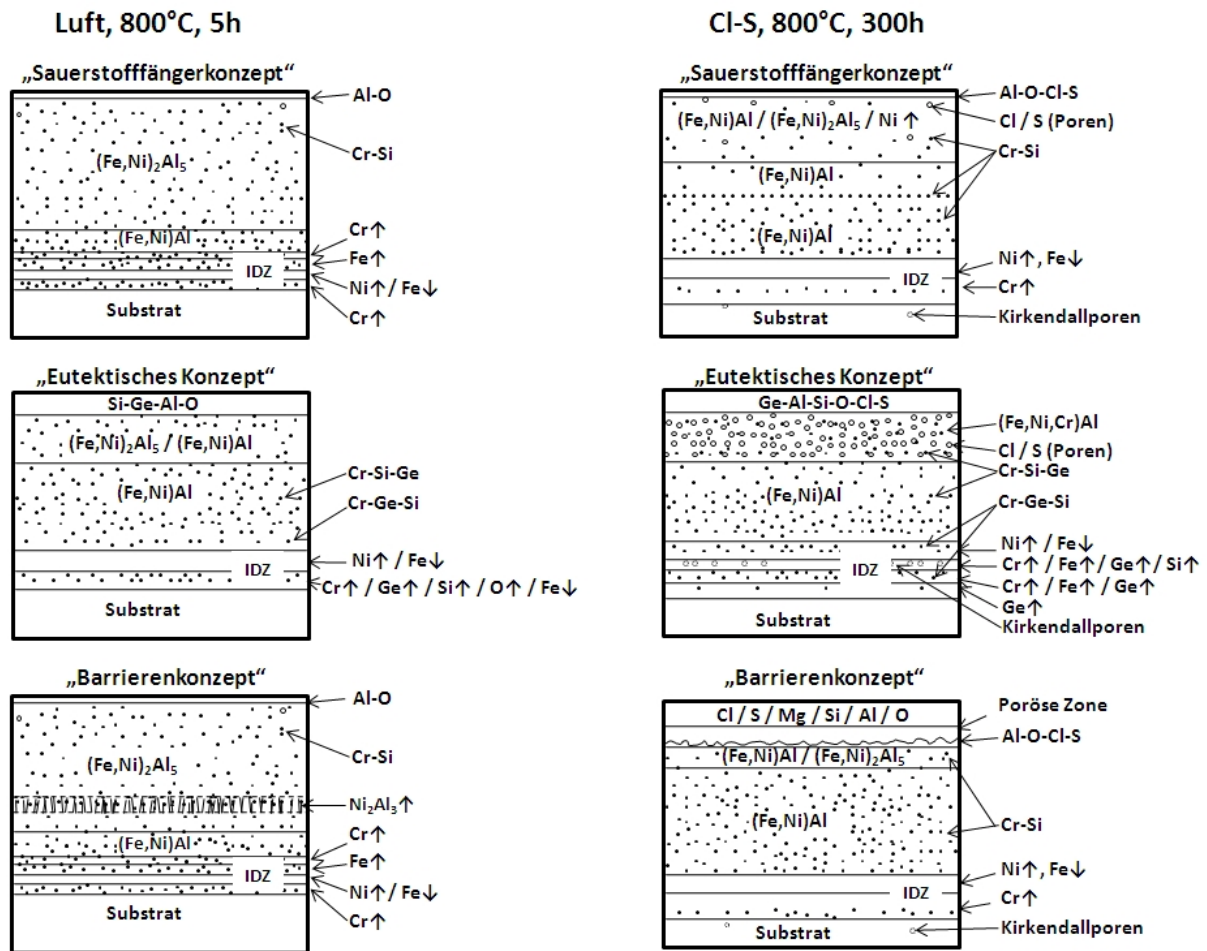 Luft, 800°C, 5h
„Sauerstofffängerkonzept“
Al-O
Cr-Si
(Fe,Ni)₂Al₅
(Fe,Ni)Al
Cr↑
Fe↑
IDZ
Ni↑/ Fe↓
Cr↑
Substrat
„Eutektisches Konzept“
Si-Ge-Al-O
(Fe,Ni)₂Al₅ / (Fe,Ni)Al
Cr-Si-Ge
(Fe,Ni)Al
Cr-Ge-Si
Ni↑ / Fe↓
IDZ
Cr↑ / Ge↑ / Si↑ / O↑ / Fe↓
Substrat
„Barrierenkonzept“
Al-O
Cr-Si
(Fe,Ni)₂Al₅
Ni₂Al₃↑
Cr↑
(Fe,Ni)Al
Fe↑
IDZ
Ni↑/ Fe↓
Cr↑
Substrat
Cl-S, 800°C, 300h
„Sauerstofffängerkonzept“
Al-O-Cl-S
(Fe,Ni)Al / (Fe,Ni)₂Al₅ / Ni ↑
Cl / S (Poren)
Cr-Si
(Fe,Ni)Al
(Fe,Ni)Al
Ni↑, Fe↓
IDZ
Cr↑
Substrat
Kirkendallporen
„Eutektisches Konzept“
Ge-Al-Si-O-Cl-S
(Fe,Ni,Cr)Al
Cl / S (Poren)
Cr-Si-Ge
(Fe,Ni)Al
Cr-Ge-Si
Ni↑ / Fe↓
Cr↑ / Fe↑/ Ge↑/ Si↑
IDZ
Cr↑ / Fe↑ / Ge↑
Ge↑
Substrat
Kirkendallporen
„Barrierenkonzept“
Cl / S / Mg / Si / Al / O
Poröse Zone
Al-O-Cl-S
(Fe,Ni)Al / (Fe,Ni)₂Al₅
(Fe,Ni)Al
Cr-Si
Ni↑, Fe↓
IDZ
Cr↑
Substrat
Kirkendallporen